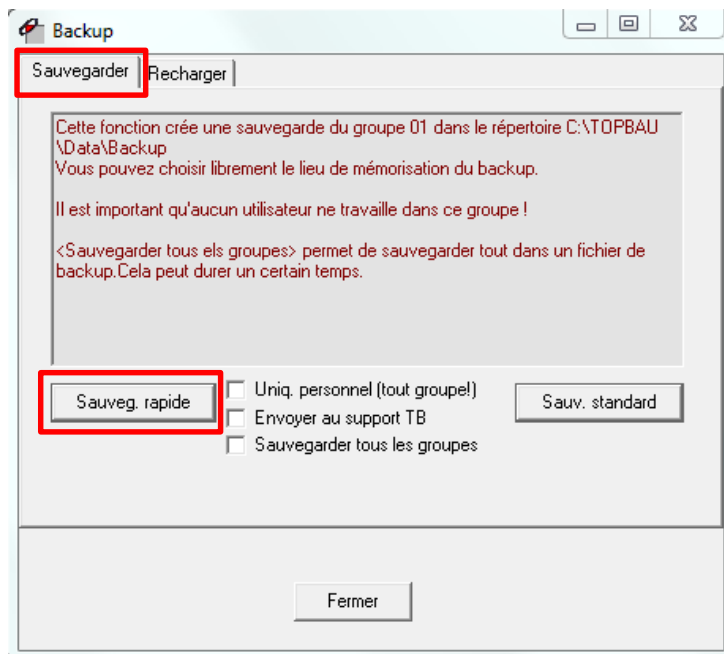 Backup
Sauvegarder Recharger
Cette fonction crée une sauvegarde du groupe 01 dans le répertoire C:\TOPBAU
\Data\Backup
Vous pouvez choisir librement le lieu de mémorisation du backup.
Il est important qu'aucun utilisateur ne travaille dans ce groupe !
<Sauvegarder tous els groupes> permet de sauvegarder tout dans un fichier de
backup.Cela peut durer un certain temps.
Sauveg. rapide
Uniq. personnel (tout groupe!)
Envoyer au support TB
Sauvegarder tous les groupes
Sauv. standard
Fermer